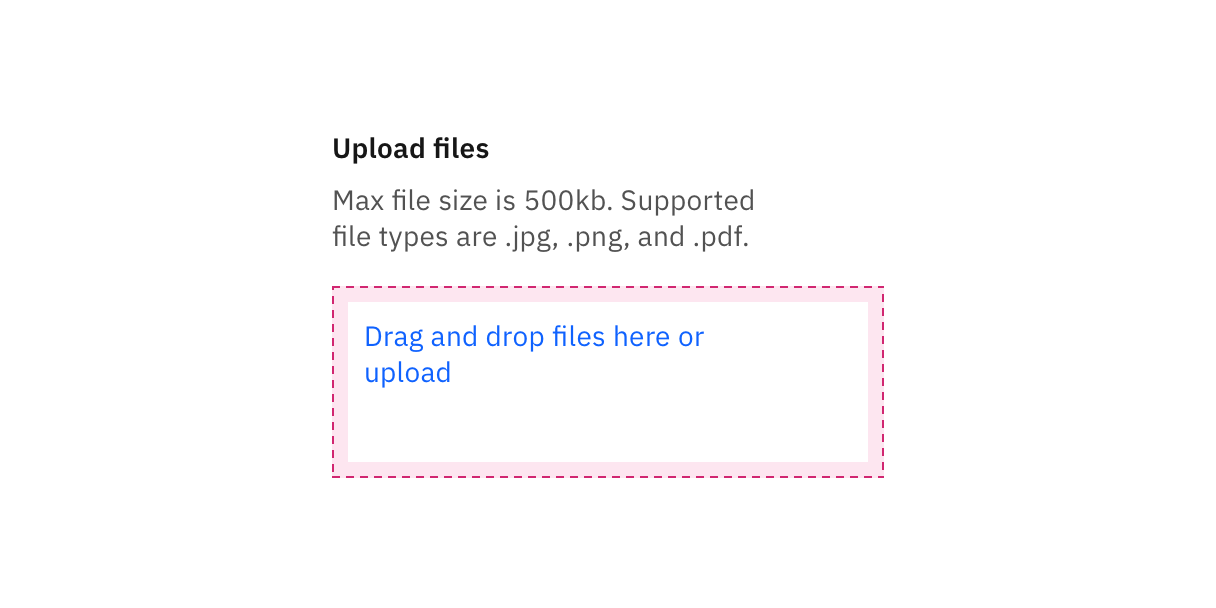 Upload files
Max file size is 500kb. Supported
file types are .jpg, .png, and .pdf.
Drag and drop files here or
upload